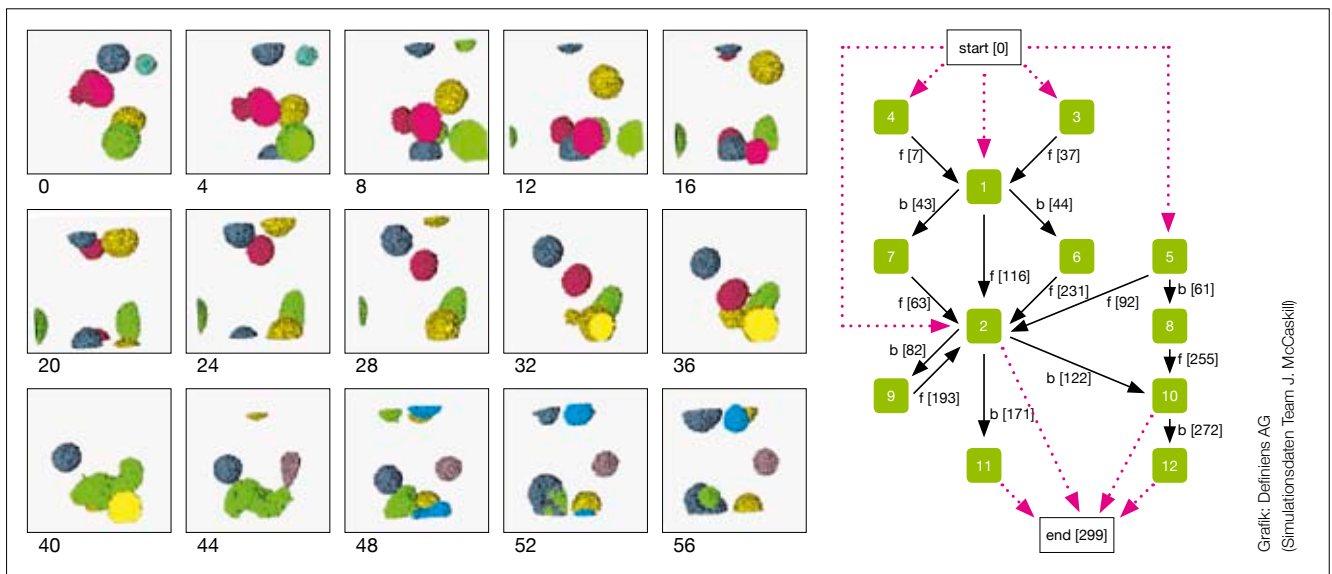 0
4
8
12
16
20
24
28
32
36
40
44
48
52
56
start [0]
4
3
f [7]
f [37]
1
b [43]
b [44]
7
6
5
f [116]
b [61]
f [63]
f [231]
f [92]
2
8
b [82]
f [255]
b [122]
9
f [193]
10
b [171]
b [272]
11
12
end [299]
Grafik: Definiens AG
(Simulationsdaten Team J. McCaskill)